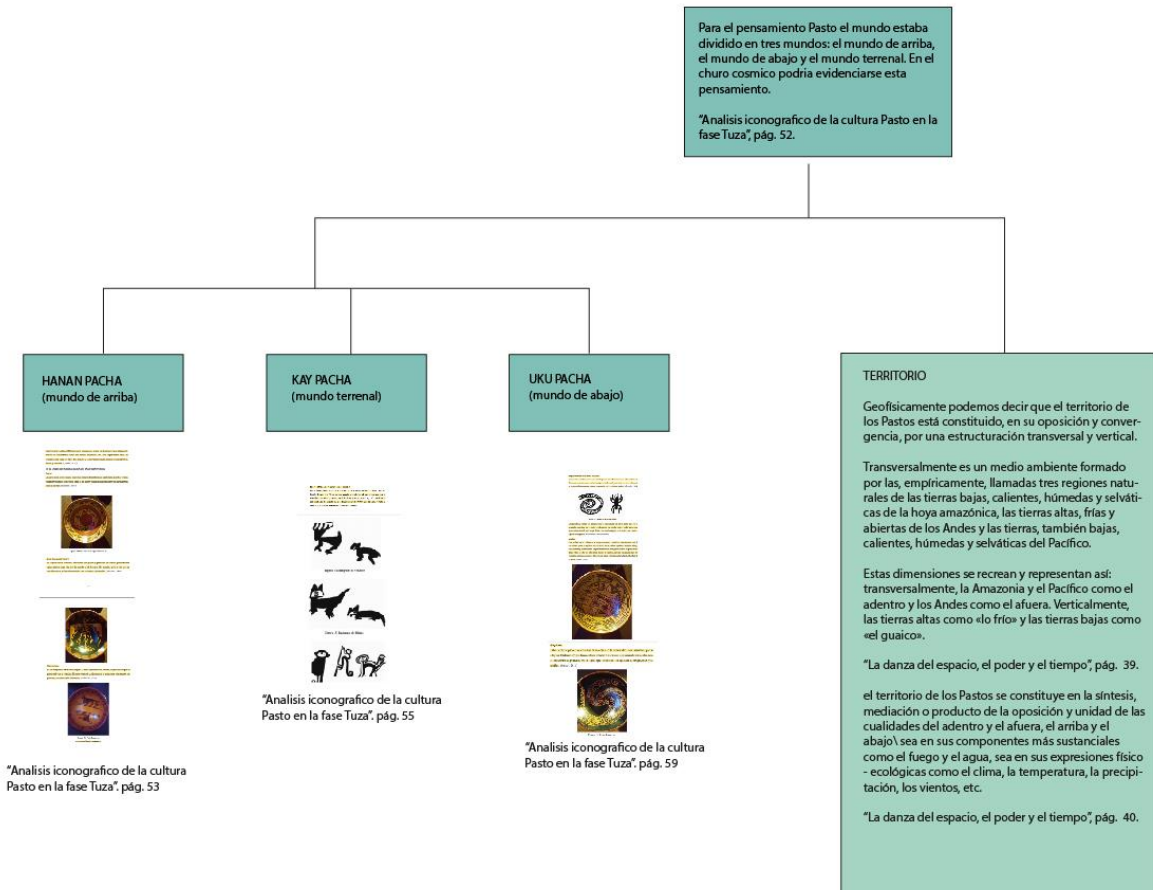 Para el pensamiento Pasto el mundo estaba
dividido en tres mundos: el mundo de arriba,
el mundo de abajo y el mundo terrenal. En el
churo cosmico podria evidenciarse esta
pensamiento.
"Analisis iconografico de la cultura Pasto en la
fase Tuza", pág. 52.
HANAN PACHA
(mundo de arriba)
"Analisis iconografico de la cultura
Pasto en la fase Tuza". pág. 53
KAY PACHA
(mundo terrenal)
"Analisis iconografico de la cultura
Pasto en la fase Tuza". pág. 55
UKU PACHA
(mundo de abajo)
"Analisis iconografico de la cultura
Pasto en la fase Tuza". pág. 59
TERRITORIO
Geofísicamente podemos decir que el territorio de
los Pastos está constituido, en su oposición y conver-
gencia, por una estructuración transversal y vertical.
Transversalmente es un medio ambiente formado
por las, empíricamente, llamadas tres regiones natu-
rales de las tierras bajas, calientes, húmedas y selváti-
cas de la hoya amazónica, las tierras altas, frías y
abiertas de los Andes y las tierras, también bajas,
calientes, húmedas y selváticas del Pacífico.
Estas dimensiones se recrean y representan así:
transversalmente, la Amazonia y el Pacífico como el
adentro y los Andes como el afuera. Verticalmente,
las tierras altas como «lo frío» y las tierras bajas como
«el guaico».
"La danza del espacio, el poder y el tiempo", pág. 39.
el territorio de los Pastos se constituye en la síntesis,
mediación o producto de la oposición y unidad de las
cualidades del adentro y el afuera, el arriba y el
abajo\ sea en sus componentes más sustanciales
como el fuego y el agua, sea en sus expresiones físico
- ecológicas como el clima, la temperatura, la precipi-
tación, los vientos, etc.
"La danza del espacio, el poder y el tiempo", pág. 40.